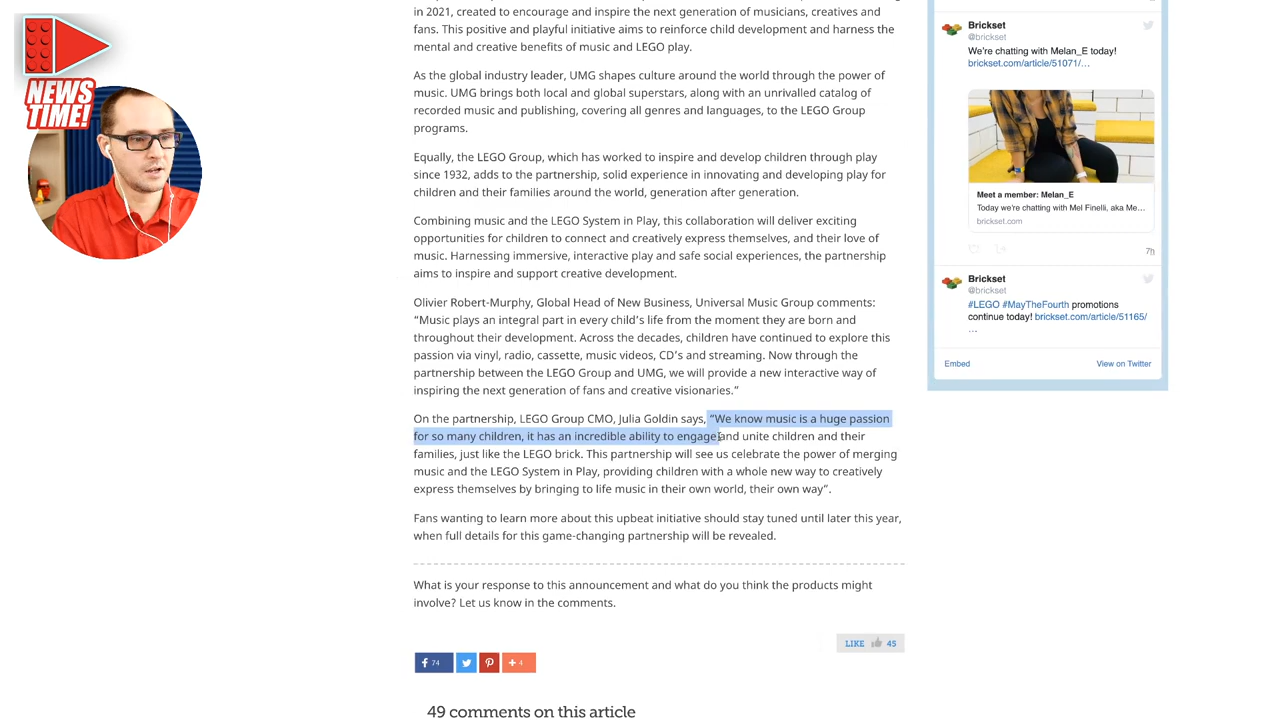 NEWS
TIME!
in 2021, created to encourage and inspire the next generation of musicians, creatives and
fans. This positive and playful initiative aims to reinforce child development and harness the
mental and creative benefits of music and LEGO play.
As the global industry leader, UMG shapes culture around the world through the power of
music. UMG brings both local and global superstars, along with an unrivalled catalog of
recorded music and publishing, covering all genres and languages, to the LEGO Group
programs.
Equally, the LEGO Group, which has worked to inspire and develop children through play
since 1932, adds to the partnership, solid experience in innovating and developing play for
children and their families around the world, generation after generation.
Combining music and the LEGO System in Play, this collaboration will deliver exciting
opportunities for children to connect and creatively express themselves, and their love of
music. Harnessing immersive, interactive play and safe social experiences, the partnership
aims to inspire and support creative development.
Olivier Robert-Murphy, Global Head of New Business, Universal Music Group comments:
“Music plays an integral part in every child’s life from the moment they are born and
throughout their development. Across the decades, children have continued to explore this
passion via vinyl, radio, cassette, music videos, CD’s and streaming. Now through the
partnership between the LEGO Group and UMG, we will provide a new interactive way of
inspiring the next generation of fans and creative visionaries.”
On the partnership, LEGO Group CMO, Julia Goldin says, “We know music is a huge passion
for so many children, it has an incredible ability to engage and unite children and their
families, just like the LEGO brick. This partnership will see us celebrate the power of merging
music and the LEGO System in Play, providing children with a whole new way to creatively
express themselves by bringing to life music in their own world, their own way”.
Fans wanting to learn more about this upbeat initiative should stay tuned until later this year,
when full details for this game-changing partnership will be revealed.
What is your response to this announcement and what do you think the products might
involve? Let us know in the comments.
LIKE 45
74
+ 4
49 comments on this article
Brickset
@brickset
We're chatting with Melan_E today!
brickset.com/article/51071/…
Meet a member: Melan_E
Today we're chatting with Mel Finelli, aka Me...
brickset.com
7h
Brickset
@brickset
#LEGO #MayTheFourth promotions
continue today! brickset.com/article/51165/
…
Embed
View on Twitter